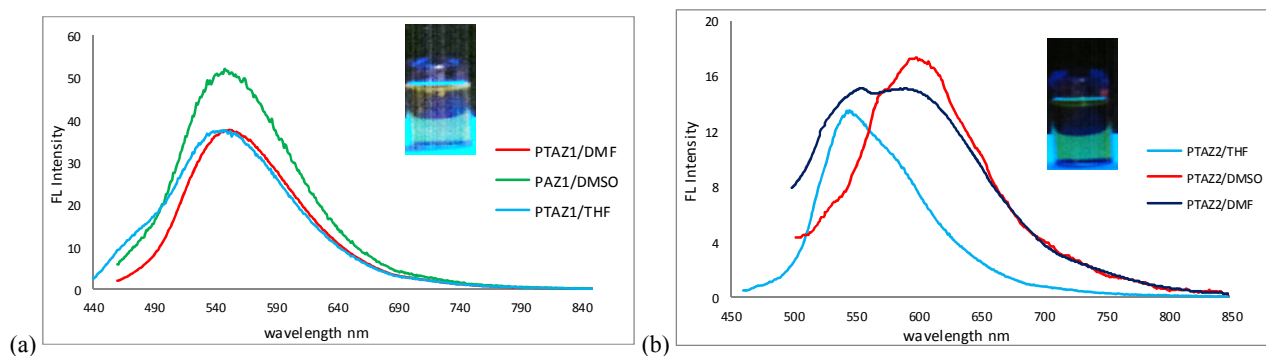 60
50
40
30
20
10
0
FL Intensity
440 490 540 590 640 690 740 790 840
wavelength nm
PTAZ1/DMF
PAZ1/DMSO
PTAZ1/THF
(a)
20
16
12
8
4
0
FL Intensity
450 500 550 600 650 700 750 800 850
wavelength nm
PTAZ2/THF
PTAZ2/DMSO
PTAZ2/DMF
(b)